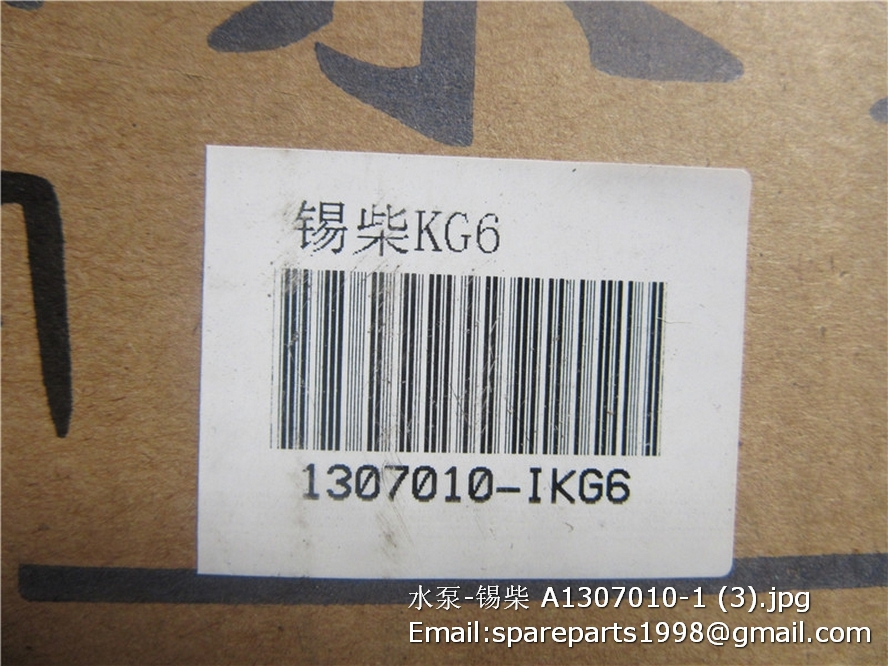 锡柴KG6
1307010-IKG6
水泵-锡柴 A1307010-1 (3).jpg
Email:spareparts1998@gmail.com